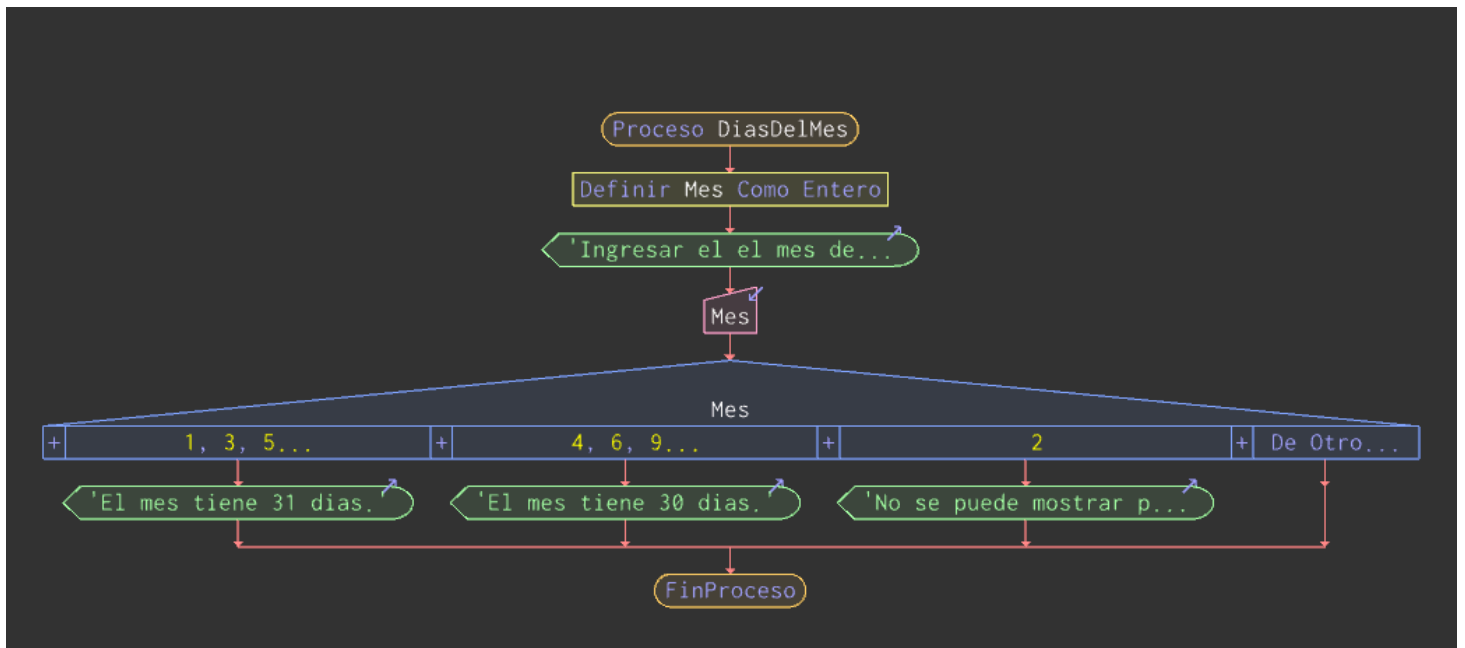 Proceso DiasDelMes
Definir Mes Como Entero
'Ingresar el el mes de...
Mes
Mes
+ 1, 3, 5... + 4, 6, 9... + 2 + De Otro...
'El mes tiene 31 dias.' 'El mes tiene 30 dias.' 'No se puede mostrar p...
FinProceso